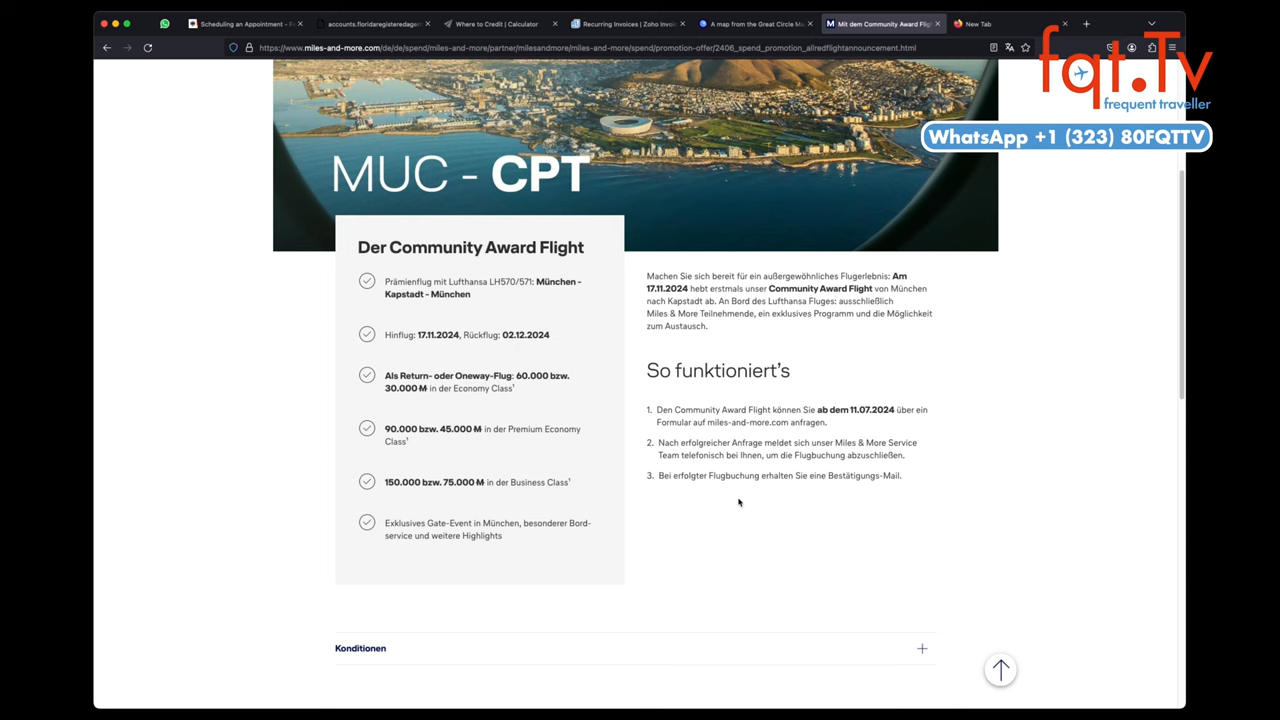 Scheduling an Appointment - F
accounts.floridaregisteredagen
Where to Credit | Calculator
Recurring Invoices | Zoho Invoi
A map from the Great Circle Ma
Mit dem Community Award Fligh
New Tab
https://www.miles-and-more.com/de/de/spend/miles-and-more/partner/milesandmore/miles-and-more/spend/promotion-offer/2406_spend_promotion_allredflightannouncement.html
fqt.Tv
frequent traveller
WhatsApp +1 (323) 80FQTTV
MUC - CPT
Der Community Award Flight
Prämienflug mit Lufthansa LH570/571: München -
Kapstadt - München
Hinflug: 17.11.2024, Rückflug: 02.12.2024
Als Return- oder Oneway-Flug: 60.000 bzw.
30.000 M in der Economy Class¹
90.000 bzw. 45.000 M in der Premium Economy
Class¹
150.000 bzw. 75.000 M in der Business Class¹
Exklusives Gate-Event in München, besonderer Bord-
service und weitere Highlights
Machen Sie sich bereit für ein außergewöhnliches Flugerlebnis: Am
17.11.2024 hebt erstmals unser Community Award Flight von München
nach Kapstadt ab. An Bord des Lufthansa Fluges: ausschließlich
Miles & More Teilnehmende, ein exklusives Programm und die Möglichkeit
zum Austausch.
So funktioniert's
1. Den Community Award Flight können Sie ab dem 11.07.2024 über ein
Formular auf miles-and-more.com anfragen.
2. Nach erfolgreicher Anfrage meldet sich unser Miles & More Service
Team telefonisch bei Ihnen, um die Flugbuchung abzuschließen.
3. Bei erfolgter Flugbuchung erhalten Sie eine Bestätigungs-Mail.
Konditionen